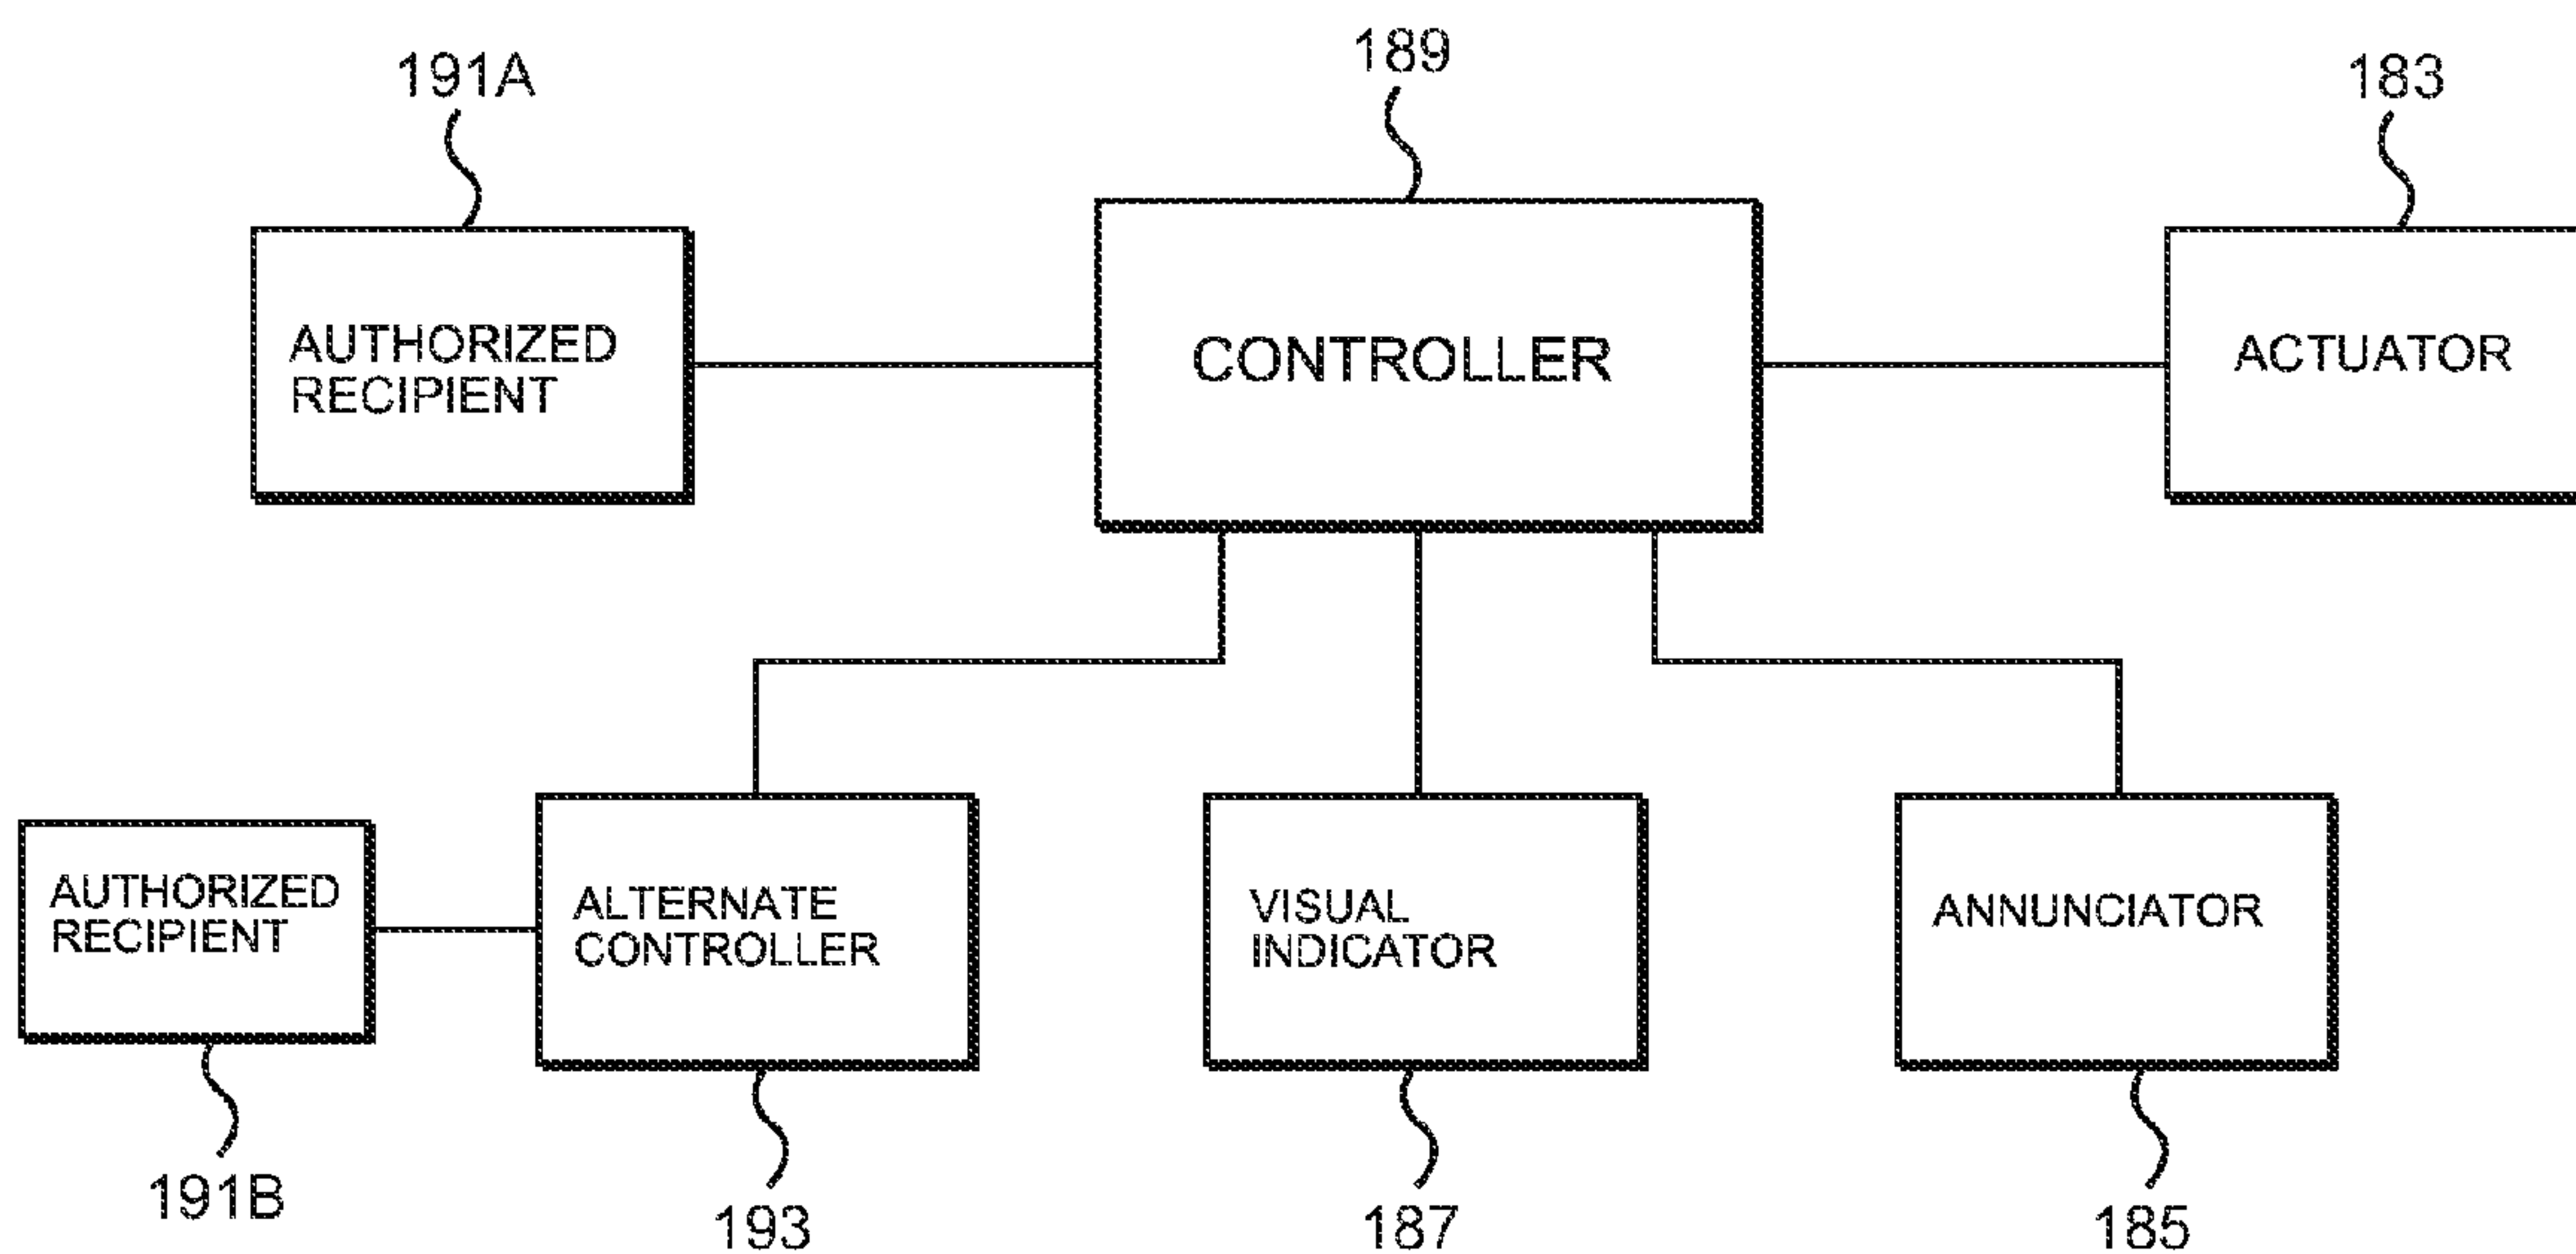 191A
189
183
AUTHORIZED
RECIPIENT
CONTROLLER
ACTUATOR
AUTHORIZED
RECIPIENT
ALTERNATE
CONTROLLER
VISUAL
INDICATOR
ANNUNCIATOR
191B
193
187
185